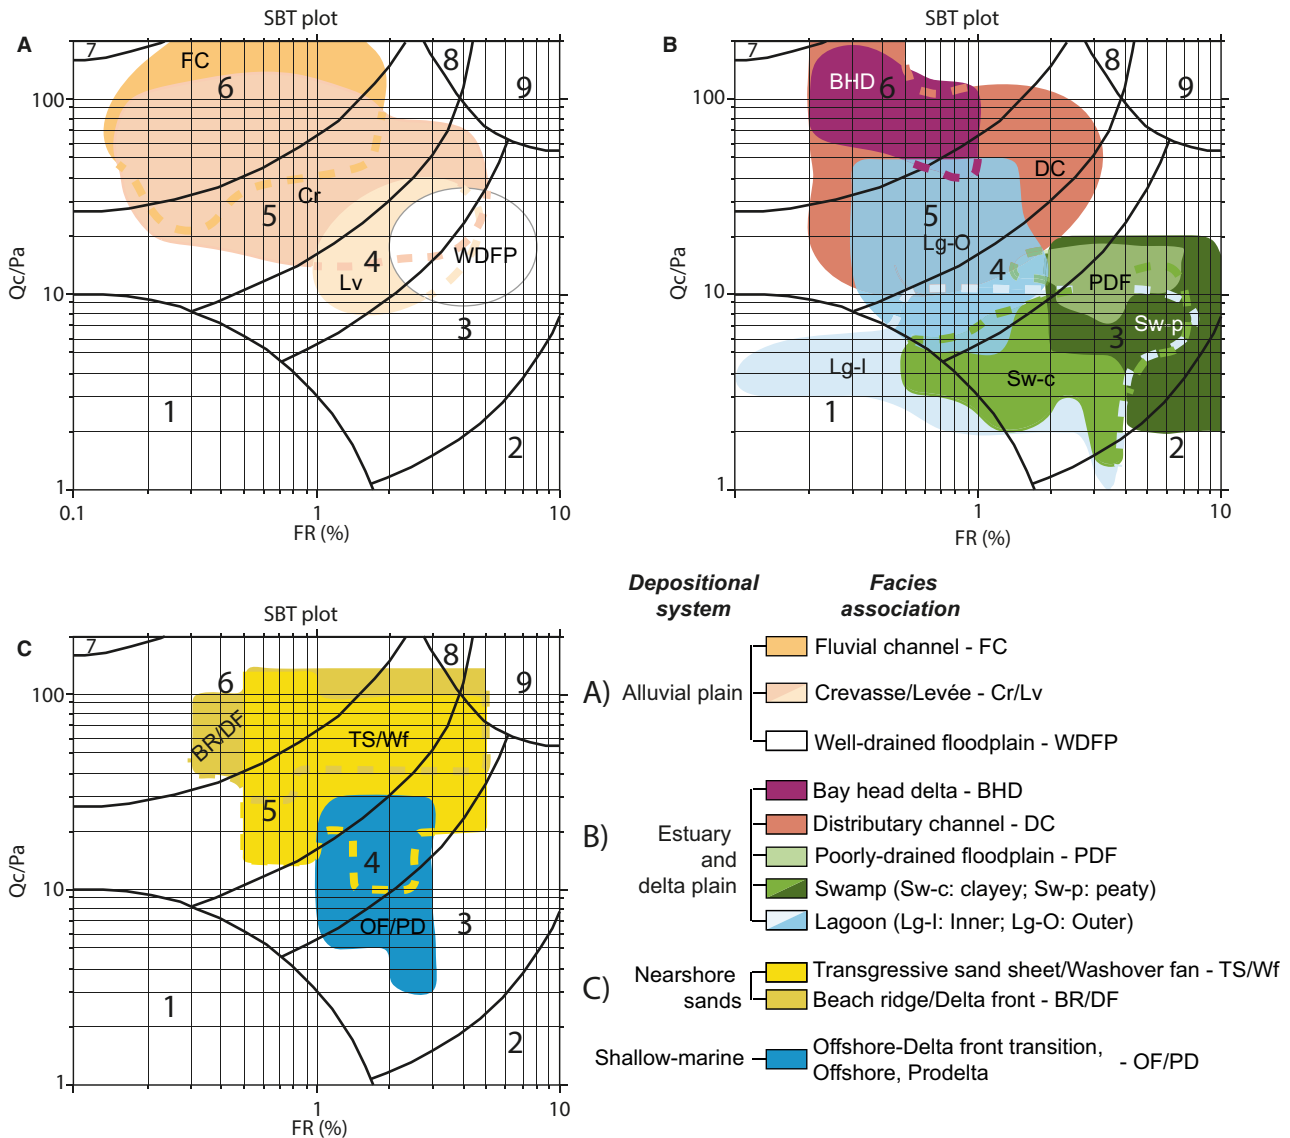 SBT plot
A
7
FC
6
8
9
100
Cr
5
4
WDFP
Lv
10
3
1
2
1
0.1
1
10
FR (%)
Qc/Pa
SBT plot
B
7
BHD
6
8
9
100
DC
5
Lg-O
4
PDF
10
3
Sw-p
Lg-I
Sw-c
1
2
1
1
10
FR (%)
Qc/Pa
SBT plot
C
7
6
8
9
100
BR/DF
TS/Wf
5
4
10
OF/PD
3
1
2
1
1
10
FR (%)
Qc/Pa
Depositional system
Facies association
A) Alluvial plain
Fluvial channel - FC
Crevasse/Levée - Cr/Lv
Well-drained floodplain - WDFP
B) Estuary and delta plain
Bay head delta - BHD
Distributary channel - DC
Poorly-drained floodplain - PDF
Swamp (Sw-c: clayey; Sw-p: peaty)
Lagoon (Lg-I: Inner; Lg-O: Outer)
C) Nearshore sands
Transgressive sand sheet/Washover fan - TS/Wf
Beach ridge/Delta front - BR/DF
Shallow-marine
Offshore-Delta front transition,
Offshore, Prodelta - OF/PD